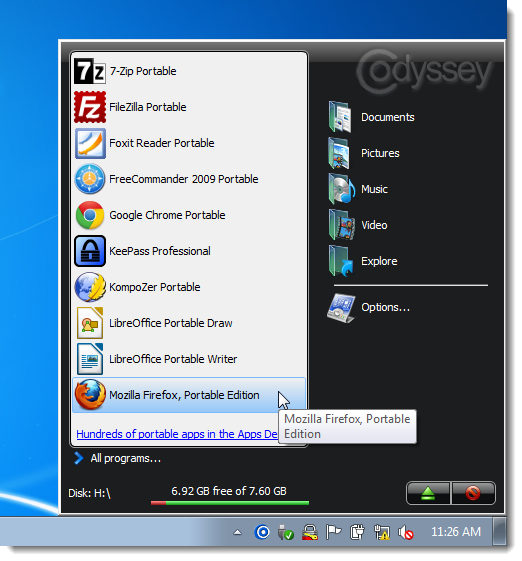 Codyssey
7-Zip Portable
FileZilla Portable
Foxit Reader Portable
FreeCommander 2009 Portable
Google Chrome Portable
KeePass Professional
KompoZer Portable
LibreOffice Portable Draw
LibreOffice Portable Writer
Mozilla Firefox, Portable Edition
Documents
Pictures
Music
Video
Explore
Options...
Mozilla Firefox, Portable
Edition
Hundreds of portable apps in the Apps De
All programs...
Disk: H:\
6.92 GB free of 7.60 GB
11:26 AM